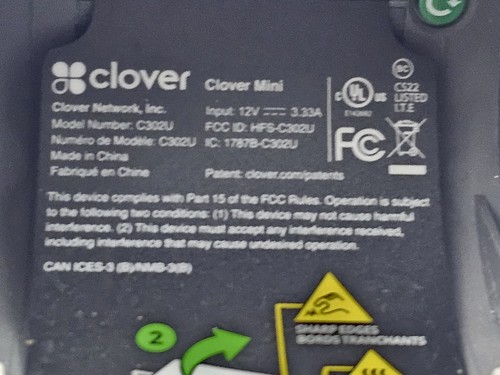 clover Clover Mini
Clover Network, Inc.
Input: 12V 3.33A
Model Number: C302U
FCC ID: HFS-C302U
Numéro de Modèle: C302U
IC: 1787B-C302U
Made in China
Fabriqué en Chine
Patent: clover.com/patents
BC
C UL US
CS22
LISTED
I.T.E.
FC
This device complies with Part 15 of the FCC Rules. Operation is subject
to the following two conditions: (1) This device may not cause harmful
interference. (2) This device must accept any interference received,
including interference that may cause undesired operation.
CAN ICES-3 (B)/NMB-3(B)
2
SHARP EDGES
BORDS TRANCHANTS